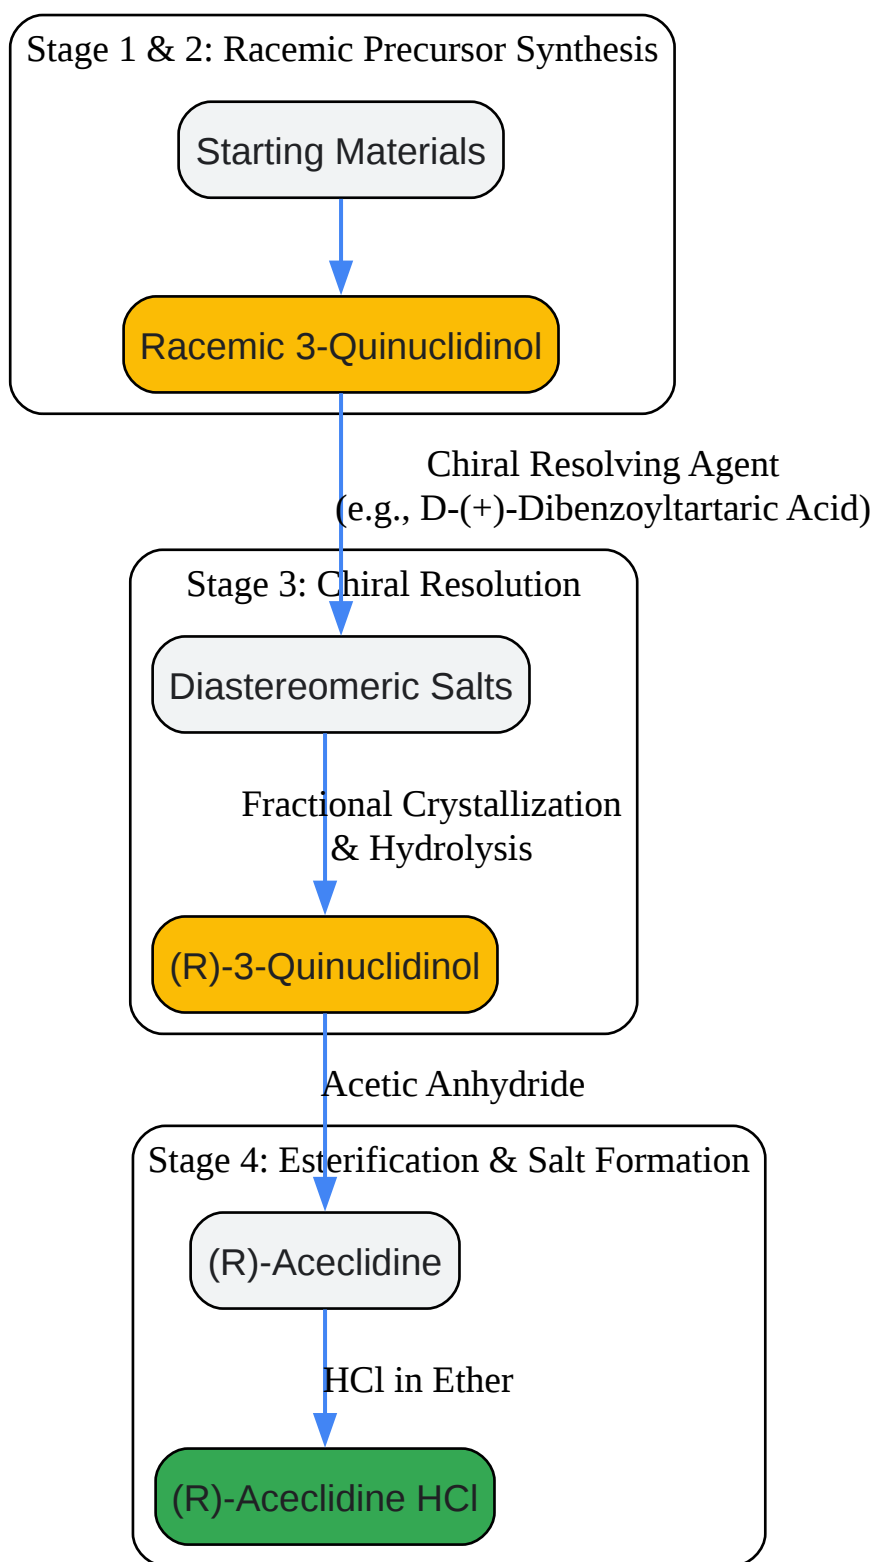 Stage 1 & 2: Racemic Precursor Synthesis
Starting Materials
Racemic 3-Quinuclidinol
Chiral Resolving Agent
(e.g., D-(+)-Dibenzoyltartaric Acid)
Stage 3: Chiral Resolution
Diastereomeric Salts
Fractional Crystallization
& Hydrolysis
(R)-3-Quinuclidinol
Acetic Anhydride
Stage 4: Esterification & Salt Formation
(R)-Aceclidine
HCl in Ether
(R)-Aceclidine HCl